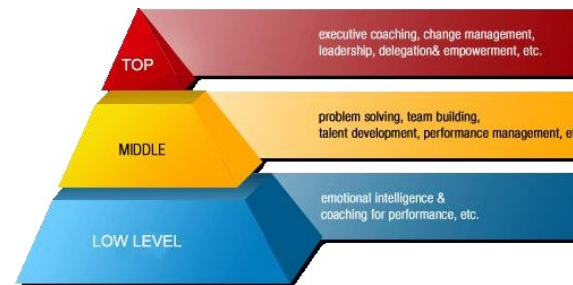 TOP
executive coaching, change management,
leadership, delegation& empowerment, etc.
MIDDLE
problem solving, team building,
talent development, performance management, e
LOW LEVEL
emotional intelligence &
coaching for performance, etc.